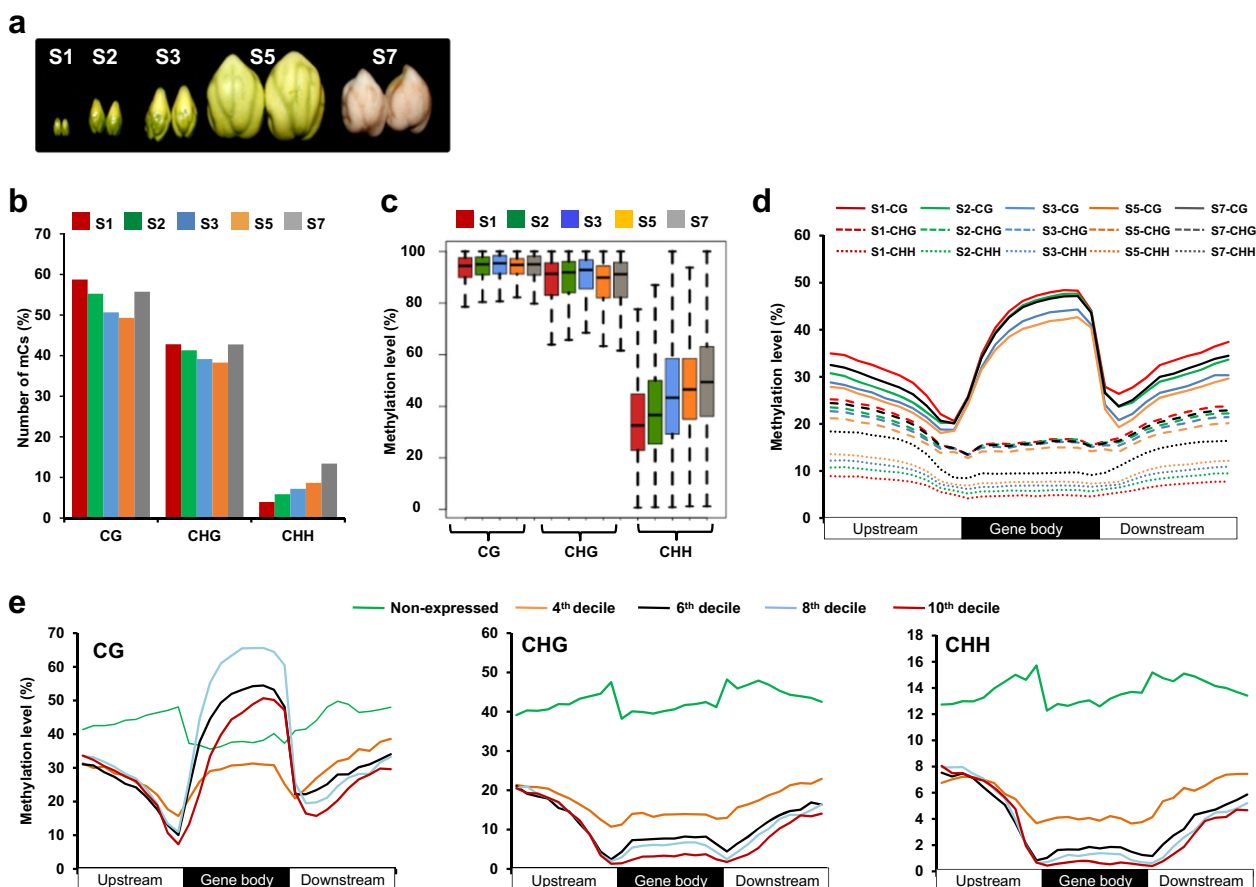 a
S1 S2 S3 S5 S7
b
S1 S2 S3 S5 S7
Number of mCs (%)
70
60
50
40
30
20
10
0
CG CHG CHH
c
S1 S2 S3 S5 S7
Methylation level (%)
100
80
60
40
20
0
CG CHG CHH
d
S1-CG S2-CG S3-CG S5-CG S7-CG
S1-CHG S2-CHG S3-CHG S5-CHG S7-CHG
S1-CHH S2-CHH S3-CHH S5-CHH S7-CHH
Methylation level (%)
60
50
40
30
20
10
0
Upstream Gene body Downstream
e
Non-expressed 4th decile 6th decile 8th decile 10th decile
CG
Methylation level (%)
70
60
50
40
30
20
10
0
Upstream Gene body Downstream
CHG
60
50
40
30
20
10
0
Upstream Gene body Downstream
CHH
18
16
14
12
10
8
6
4
2
0
Upstream Gene body Downstream